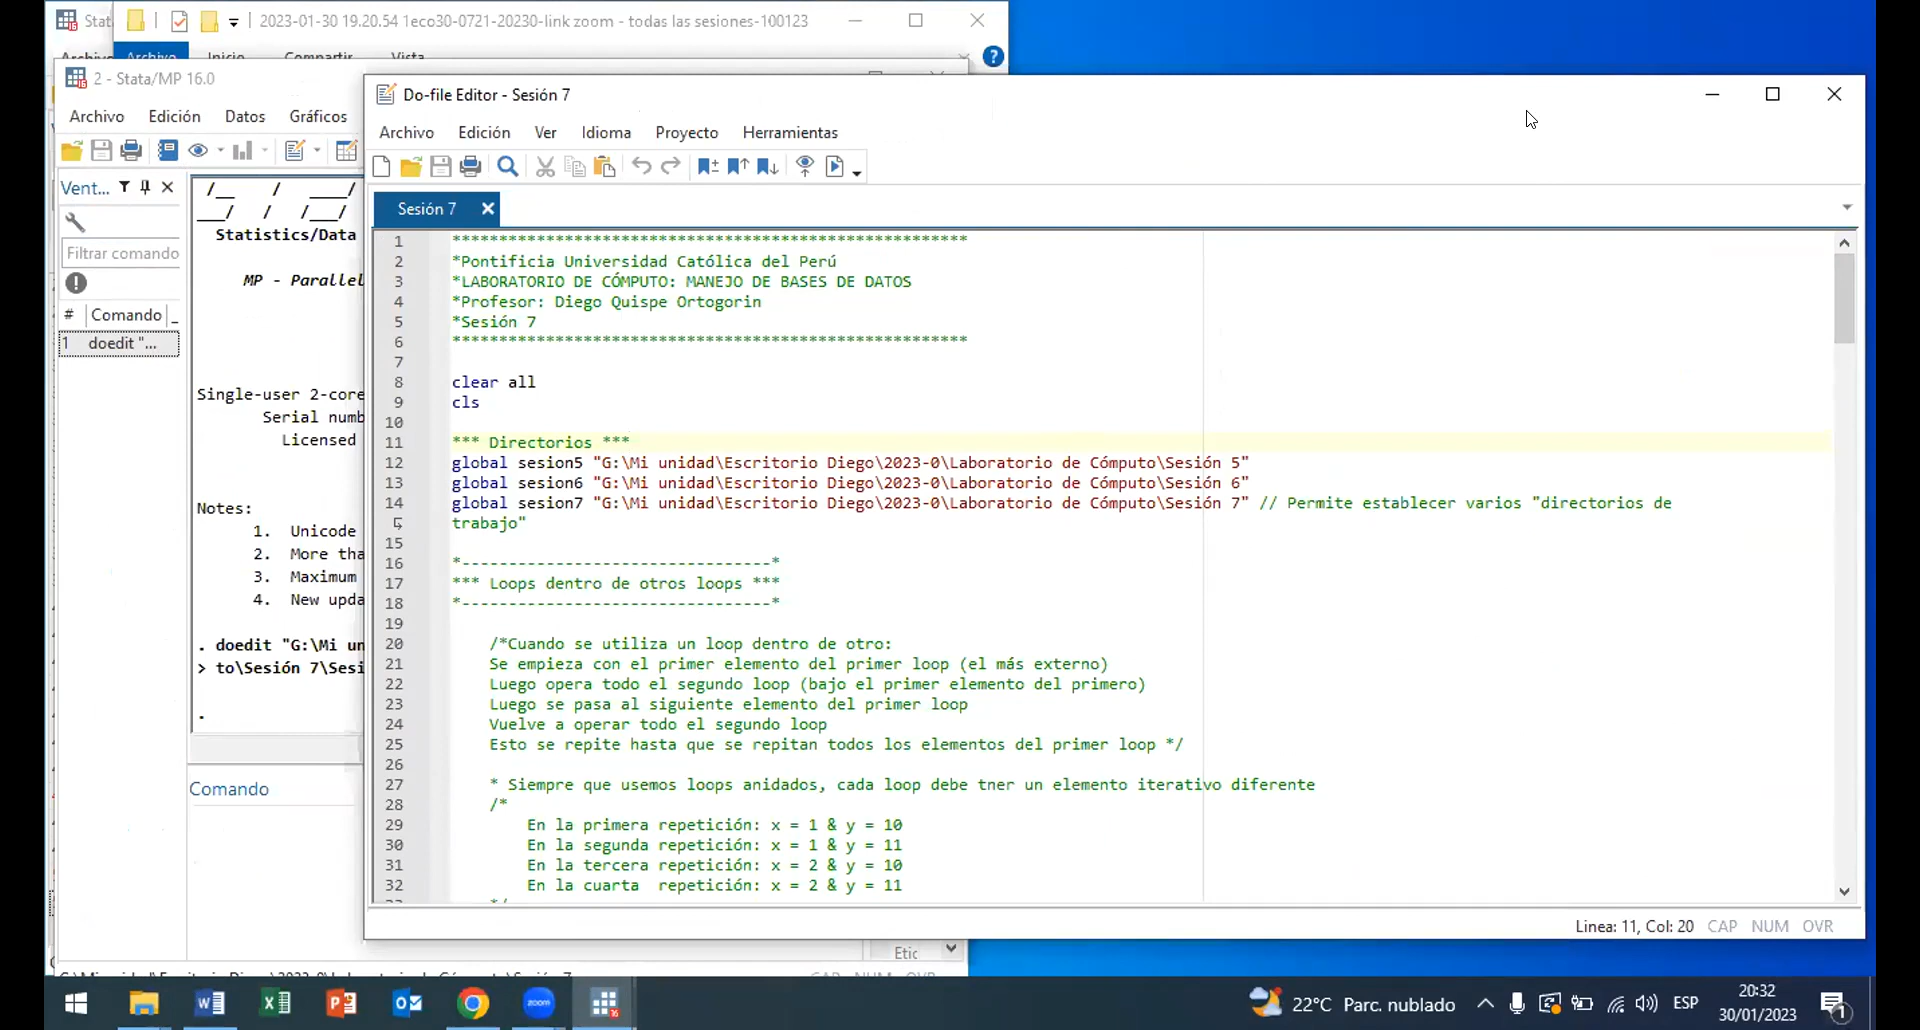 Stat
2023-01-30 19.20.54 1eco30-0721-20230-link zoom - todas las sesiones-100123
Archivo Archivo Inicio Compartir Vista
2 - Stata/MP 16.0
Archivo Edición Datos Gráficos
Vent...
Filtrar comando
# Comando
1 doedit "...
Statistics/Data
MP - Parallel
Single-user 2-core
Serial numb
Licensed
Notes:
1. Unicode
2. More tha
3. Maximum
4. New upda
. doedit "G:\Mi un
> to\Sesión 7\Sesi
.
Comando
Etic
Do-file Editor - Sesión 7
Archivo Edición Ver Idioma Proyecto Herramientas
Sesión 7
1 *******************************************************
2 *Pontificia Universidad Católica del Perú
3 *LABORATORIO DE CÓMPUTO: MANEJO DE BASES DE DATOS
4 *Profesor: Diego Quispe Ortogorin
5 *Sesión 7
6 *******************************************************
7
8 clear all
9 cls
10
11 *** Directorios ***
12 global sesion5 "G:\Mi unidad\Escritorio Diego\2023-0\Laboratorio de Cómputo\Sesión 5"
13 global sesion6 "G:\Mi unidad\Escritorio Diego\2023-0\Laboratorio de Cómputo\Sesión 6"
14 global sesion7 "G:\Mi unidad\Escritorio Diego\2023-0\Laboratorio de Cómputo\Sesión 7" // Permite establecer varios "directorios de
trabajo"
15
16 *---------------------------------*
17 *** Loops dentro de otros loops ***
18 *---------------------------------*
19
20 /*Cuando se utiliza un loop dentro de otro:
21 Se empieza con el primer elemento del primer loop (el más externo)
22 Luego opera todo el segundo loop (bajo el primer elemento del primero)
23 Luego se pasa al siguiente elemento del primer loop
24 Vuelve a operar todo el segundo loop
25 Esto se repite hasta que se repitan todos los elementos del primer loop */
26
27 * Siempre que usemos loops anidados, cada loop debe tner un elemento iterativo diferente
28 /*
29 En la primera repetición: x = 1 & y = 10
30 En la segunda repetición: x = 1 & y = 11
31 En la tercera repetición: x = 2 & y = 10
32 En la cuarta repetición: x = 2 & y = 11
Linea: 11, Col: 20 CAP NUM OVR
zoom
22°C Parc. nublado
ESP
20:32
30/01/2023
1